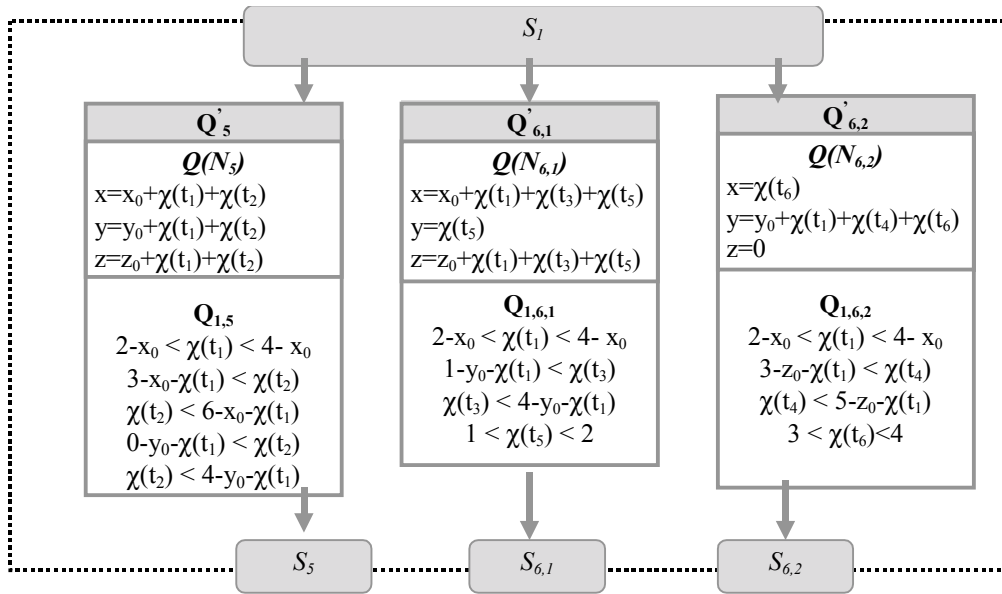 S₁
Q'₅
Q(N₅)
x=x₀+χ(t₁)+χ(t₂)
y=y₀+χ(t₁)+χ(t₂)
z=z₀+χ(t₁)+χ(t₂)
Q₁,₅
2-x₀ < χ(t₁) < 4- x₀
3-x₀-χ(t₁) < χ(t₂)
χ(t₂) < 6-x₀-χ(t₁)
0-y₀-χ(t₁) < χ(t₂)
χ(t₂) < 4-y₀-χ(t₁)
Q'₆,₁
Q(N₆,₁)
x=x₀+χ(t₁)+χ(t₃)+χ(t₅)
y=χ(t₅)
z=z₀+χ(t₁)+χ(t₃)+χ(t₅)
Q₁,₆,₁
2-x₀ < χ(t₁) < 4- x₀
1-y₀-χ(t₁) < χ(t₃)
χ(t₃) < 4-y₀-χ(t₁)
1 < χ(t₅) < 2
Q'₆,₂
Q(N₆,₂)
x=χ(t₆)
y=y₀+χ(t₁)+χ(t₄)+χ(t₆)
z=0
Q₁,₆,₂
2-x₀ < χ(t₁) < 4- x₀
3-z₀-χ(t₁) < χ(t₄)
χ(t₄) < 5-z₀-χ(t₁)
3 < χ(t₆)<4
S₅
S₆,₁
S₆,₂